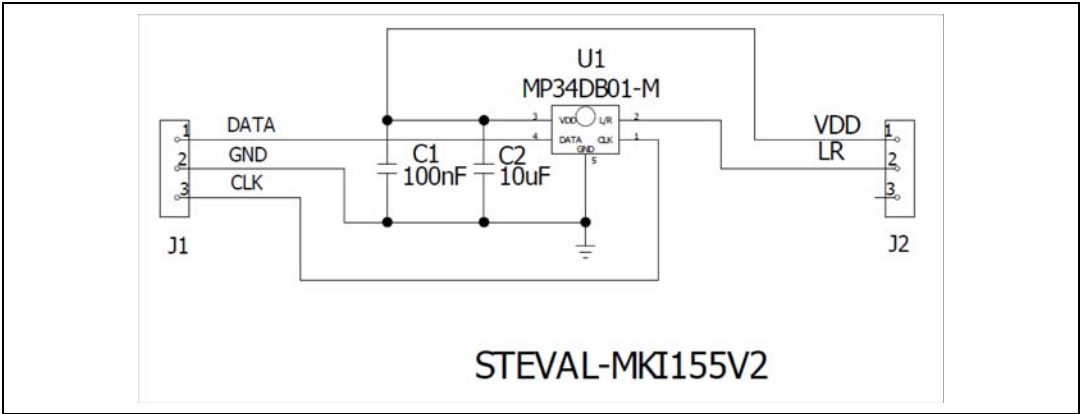 U1
MP34DB01-M
3 VDD L/R 2
4 DATA CLK 1
GND
5
1 DATA
2 GND
3 CLK
J1
C1
100nF
C2
10uF
VDD 1
LR 2
3
J2
STEVAL-MKI155V2